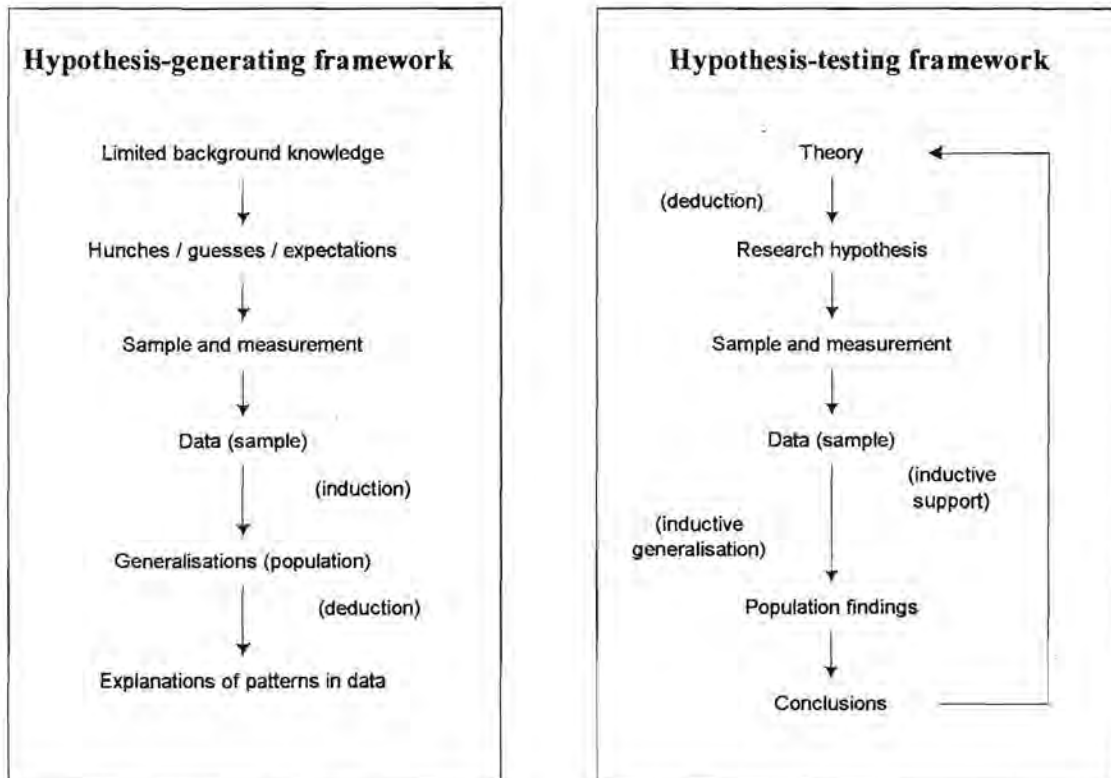 Hypothesis-generating framework
Limited background knowledge
Hunches / guesses / expectations
Sample and measurement
Data (sample)
(induction)
Generalisations (population)
(deduction)
Explanations of patterns in data
Hypothesis-testing framework
Theory
(deduction)
Research hypothesis
Sample and measurement
Data (sample)
(inductive
support)
(inductive
generalisation)
Population findings
Conclusions